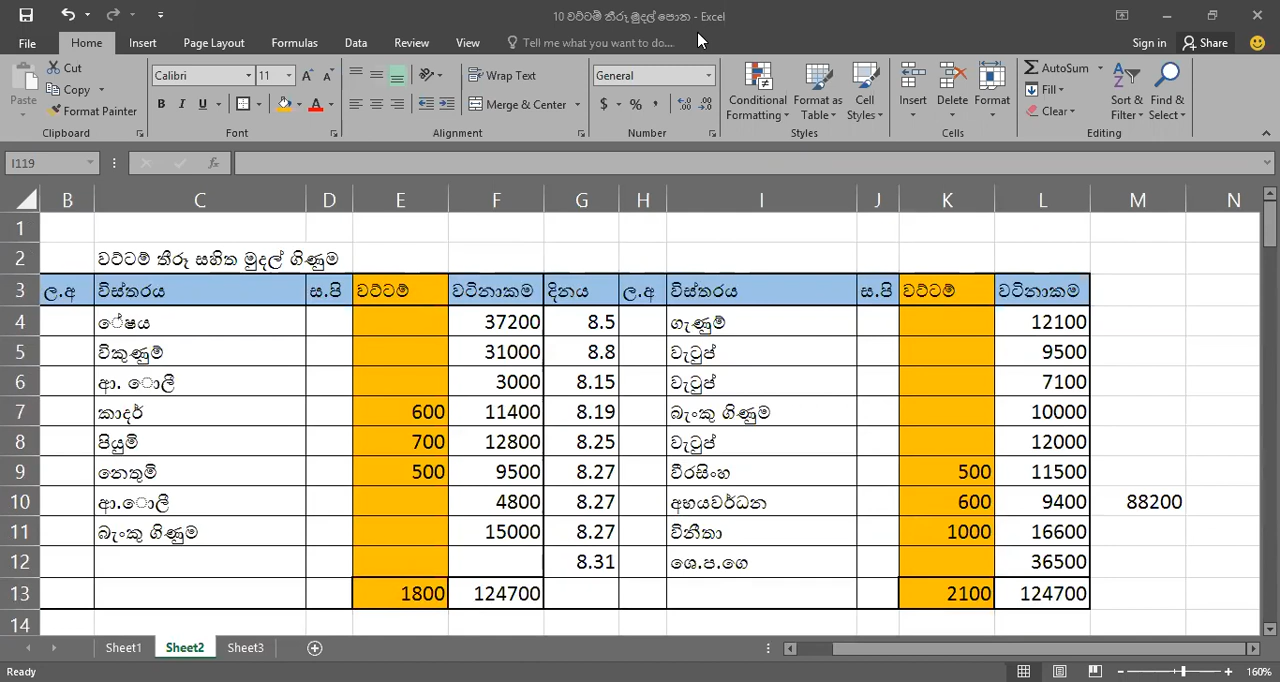 10 වට්ටම් තීරු මුදල් පොත - Excel
File Home Insert Page Layout Formulas Data Review View Tell me what you want to do... Sign in Share
Paste Cut Copy Format Painter Calibri 11 B I U Wrap Text Merge & Center General $ % Conditional Formatting Format as Table Cell Styles Insert Delete Format AutoSum Fill Clear Sort & Filter Find & Select
Clipboard Font Alignment Number Styles Cells Editing
I119 fx
B C D E F G H I J K L M N
1
2 වට්ටම් තීරු සහිත මුදල් ගිණුම
3 ල.අ විස්තරය ස.පි වට්ටම් වටිනාකම දිනය ල.අ විස්තරය ස.පි වට්ටම් වටිනාකම
4 ේෂය 37200 8.5 ගැණුම් 12100
5 විකුණුම් 31000 8.8 වැටුප් 9500
6 ආ. ොලී 3000 8.15 වැටුප් 7100
7 කාදර් 600 11400 8.19 බැංකු ගිණුම 10000
8 පියුමි 700 12800 8.25 වැටුප් 12000
9 නෙතුමි 500 9500 8.27 වීරසිංහ 500 11500
10 ආ.ොලී 4800 8.27 අභයවර්ධන 600 9400 88200
11 බැංකු ගිණුම 15000 8.27 විනීතා 1000 16600
12 8.31 ශෙ.ප.ගෙ 36500
13 1800 124700 2100 124700
14
Sheet1 Sheet2 Sheet3
Ready 160%